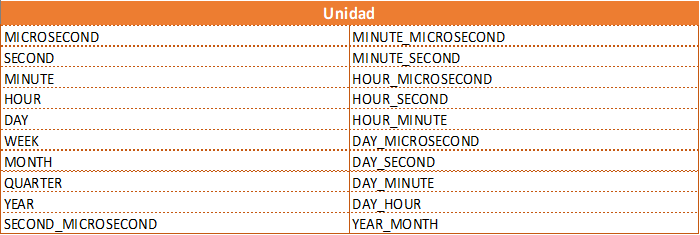 Unidad
MICROSECOND MINUTE_MICROSECOND
SECOND MINUTE_SECOND
MINUTE HOUR_MICROSECOND
HOUR HOUR_SECOND
DAY HOUR_MINUTE
WEEK DAY_MICROSECOND
MONTH DAY_SECOND
QUARTER DAY_MINUTE
YEAR DAY_HOUR
SECOND_MICROSECOND YEAR_MONTH